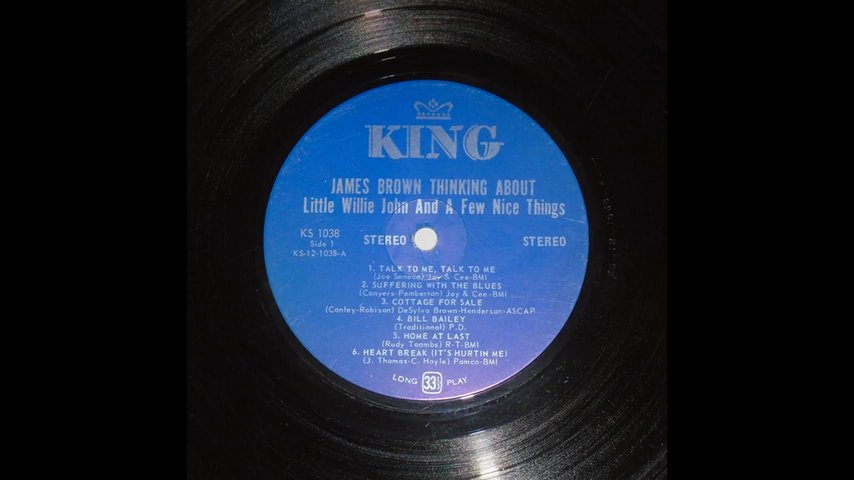 KING
JAMES BROWN THINKING ABOUT
Little Willie John And A Few Nice Things
KS 1038
Side 1
KS-12-1038-A
STEREO STEREO
1. TALK TO ME, TALK TO ME
(Joe Seneca) Jay & Cee-BMI
2. SUFFERING WITH THE BLUES
(Conyers-Pemberton) Jay & Cee-BMI
3. COTTAGE FOR SALE
(Conley-Robison) DeSylva Brown-Henderson-ASCAP
4. BILL BAILEY
(Traditional) P.D.
5. HOME AT LAST
(Rudy Toombs) R-T-BMI
6. HEART BREAK (IT'S HURTIN ME)
(J. Thomas-C. Hoyle) Pamco-BMI
LONG 33 1/3 PLAY